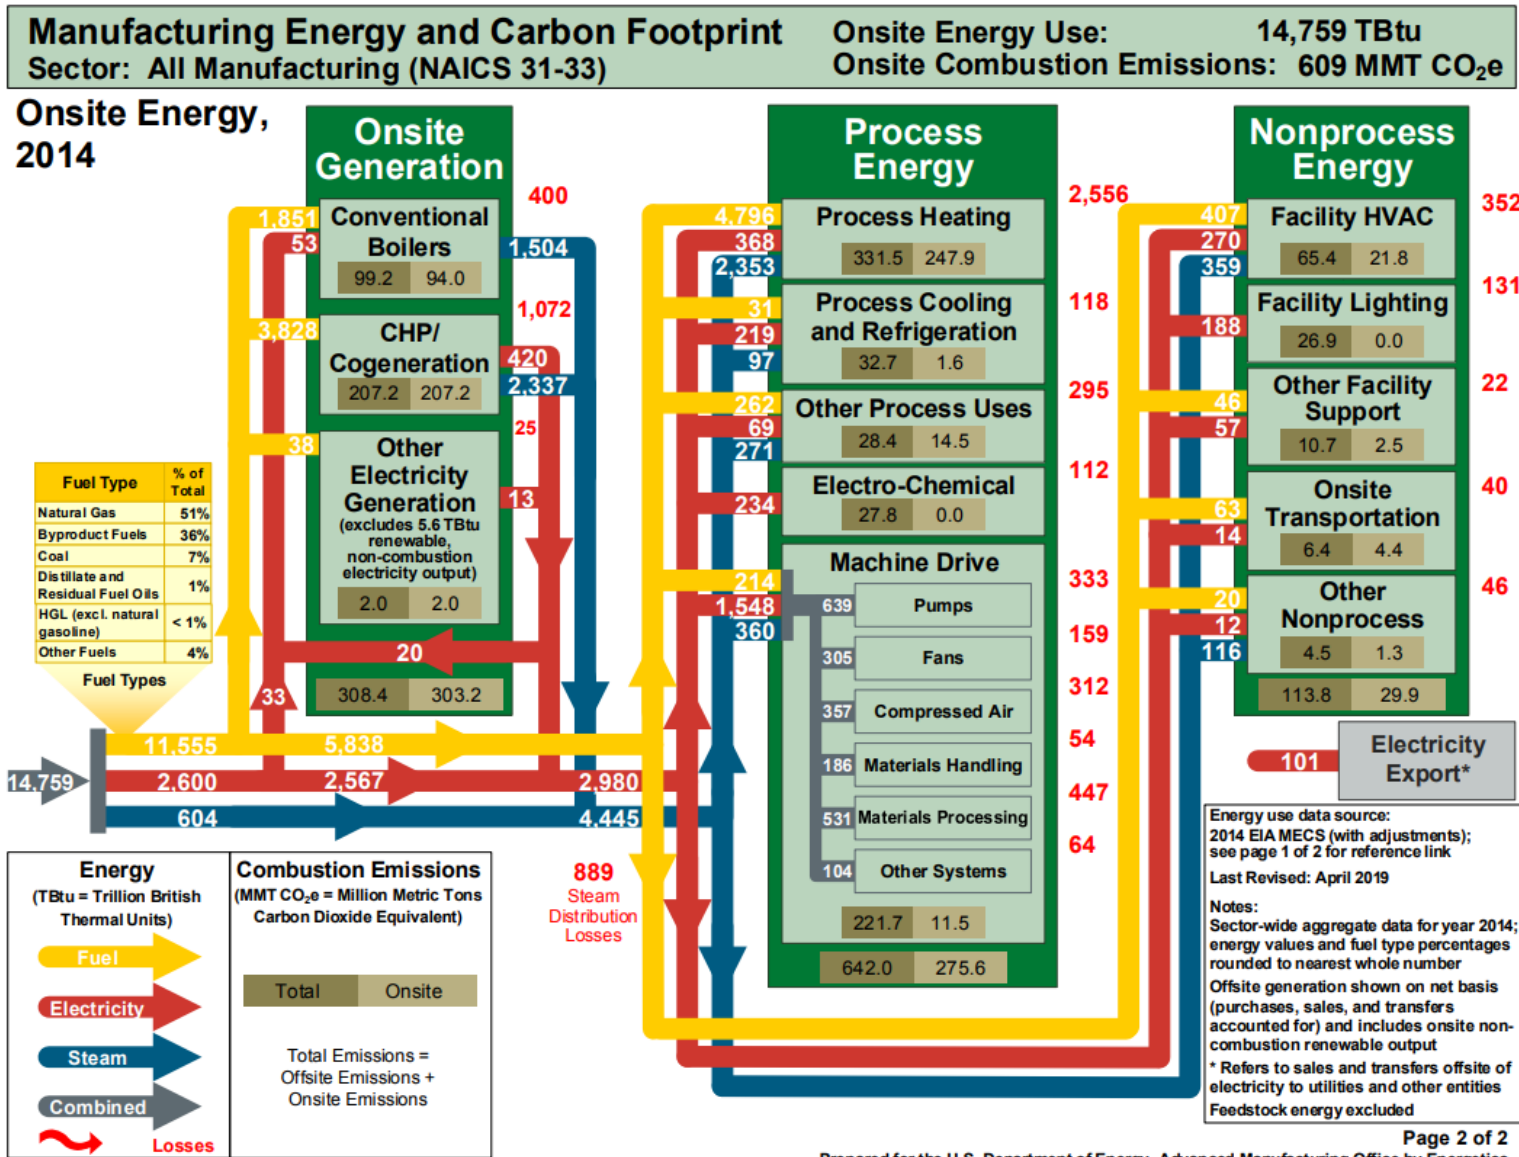 Manufacturing Energy and Carbon Footprint
Sector: All Manufacturing (NAICS 31-33)
Onsite Energy Use: 14,759 TBtu
Onsite Combustion Emissions: 609 MMT CO₂e
Onsite Energy,
2014
Onsite
Generation
400
1,851
53
Conventional
Boilers
99.2 94.0
1,504
1,072
3,828
CHP/
Cogeneration
207.2 207.2
420
2,337
25
38
Other
Electricity
Generation
(excludes 5.6 TBtu
renewable,
non-combustion
electricity output)
2.0 2.0
13
20
33
308.4 303.2
Fuel Type % of
Total
Natural Gas 51%
Byproduct Fuels 36%
Coal 7%
Distillate and
Residual Fuel Oils 1%
HGL (excl. natural
gasoline) < 1%
Other Fuels 4%
Fuel Types
14,759
11,555 5,838
2,600 2,567 2,980
604 4,445
889
Steam
Distribution
Losses
Process
Energy
2,556
4,796
368
2,353
Process Heating
331.5 247.9
118
31
219
97
Process Cooling
and Refrigeration
32.7 1.6
295
262
69
271
Other Process Uses
28.4 14.5
112
234
Electro-Chemical
27.8 0.0
Machine Drive
214
1,548
360
333
639 Pumps
159
305 Fans
312
357 Compressed Air
54
186 Materials Handling
447
531 Materials Processing
64
104 Other Systems
221.7 11.5
642.0 275.6
Nonprocess
Energy
352
407
270
359
Facility HVAC
65.4 21.8
131
188
Facility Lighting
26.9 0.0
22
46
57
Other Facility
Support
10.7 2.5
40
63
14
Onsite
Transportation
6.4 4.4
46
20
12
116
Other
Nonprocess
4.5 1.3
113.8 29.9
101
Electricity
Export*
Energy
(TBtu = Trillion British
Thermal Units)
Fuel
Electricity
Steam
Combined
Losses
Combustion Emissions
(MMT CO₂e = Million Metric Tons
Carbon Dioxide Equivalent)
Total Onsite
Total Emissions =
Offsite Emissions +
Onsite Emissions
Energy use data source:
2014 EIA MECS (with adjustments);
see page 1 of 2 for reference link
Last Revised: April 2019
Notes:
Sector-wide aggregate data for year 2014;
energy values and fuel type percentages
rounded to nearest whole number
Offsite generation shown on net basis
(purchases, sales, and transfers
accounted for) and includes onsite non-
combustion renewable output
* Refers to sales and transfers offsite of
electricity to utilities and other entities
Feedstock energy excluded
Page 2 of 2
Prepared for the U.S. Department of Energy, Advanced Manufacturing Office by Energetics